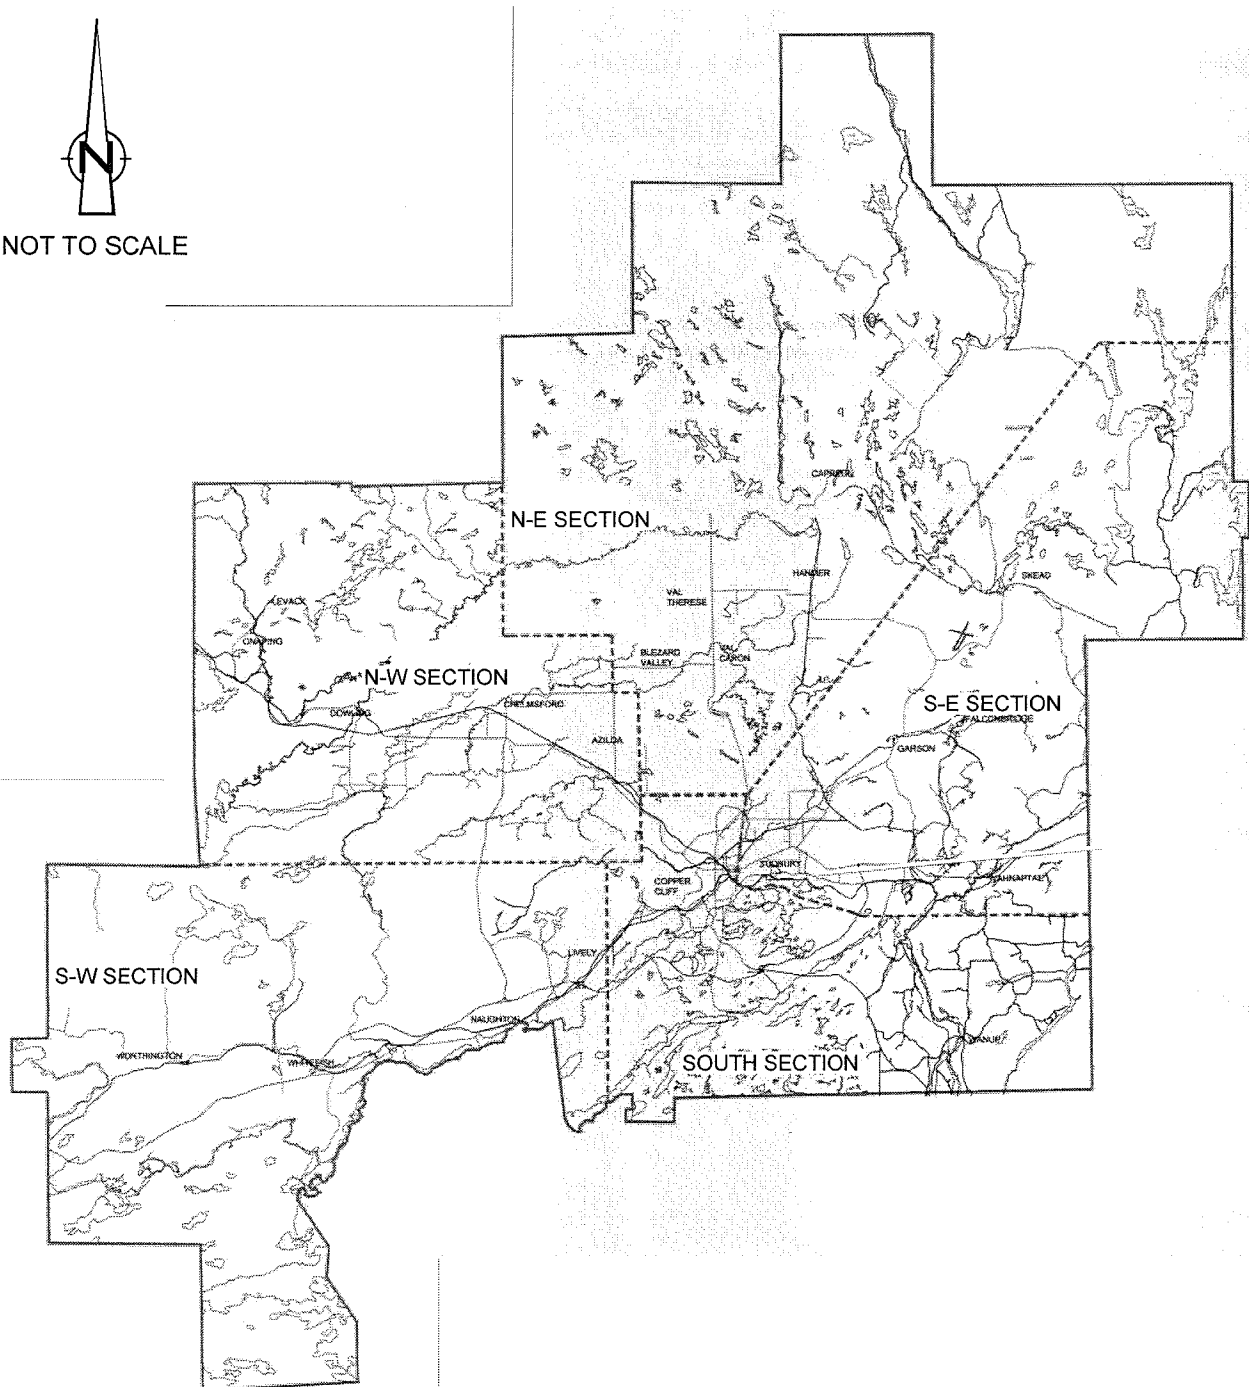 N
NOT TO SCALE
CAPREOL
N-E SECTION
HANMER
SKEAD
VAL
THERESE
LEVACK
ONAPING
BLEZARD
VALLEY
VAL
CARON
N-W SECTION
S-E SECTION
CHELMSFORD
DOWLING
FALCONBRIDGE
AZILDA
GARSON
SUDBURY
COPPER
CLIFF
WAHNAPITAE
LIVELY
S-W SECTION
NAUGHTON
WANUP
WORTHINGTON
WHITEFISH
SOUTH SECTION